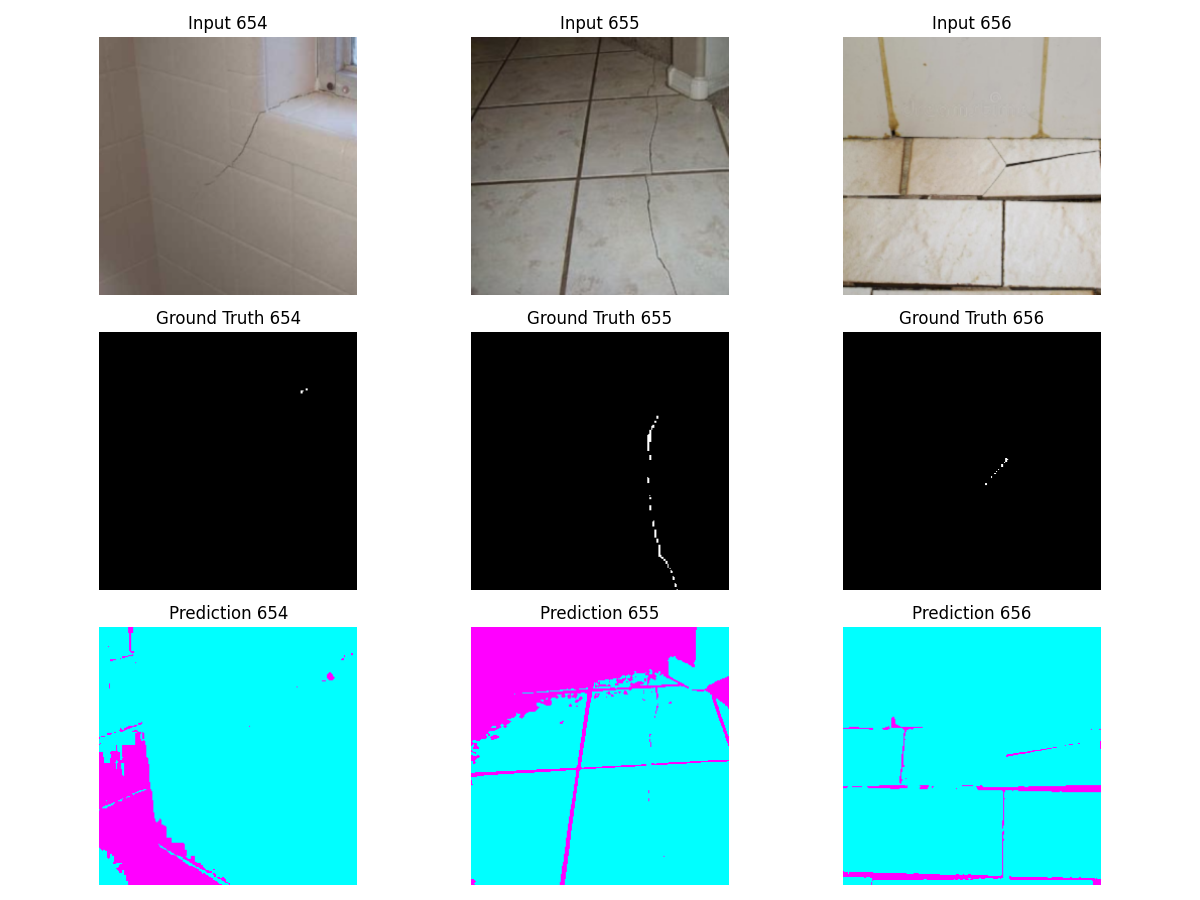 Input 654
Input 655
Input 656
Ground Truth 654
Ground Truth 655
Ground Truth 656
Prediction 654
Prediction 655
Prediction 656